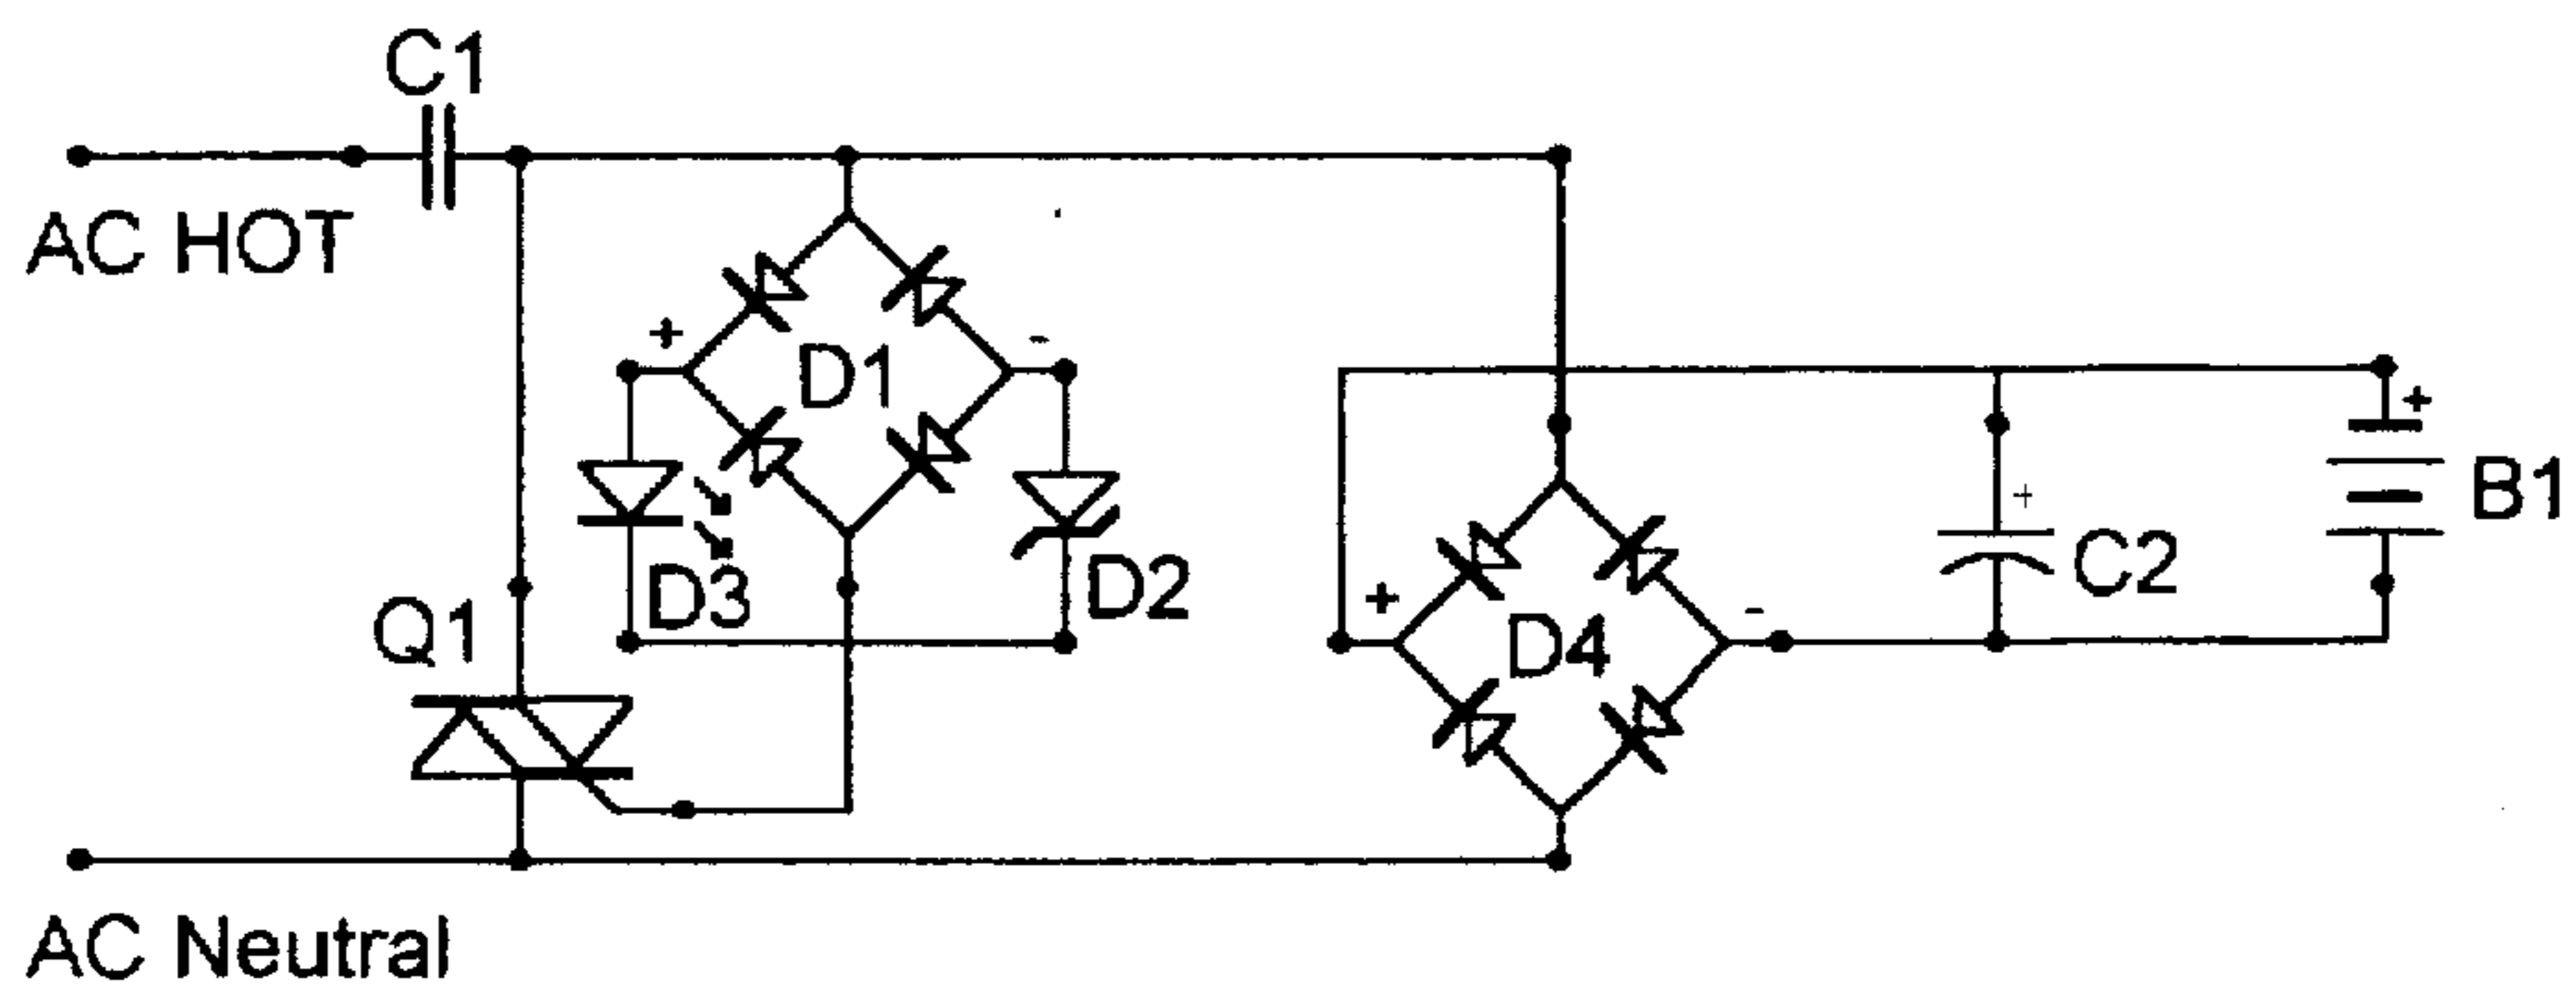 C1
AC HOT
+
-
D1
+
B1
+
C2
D3
D2
Q1
+
-
D4
AC Neutral